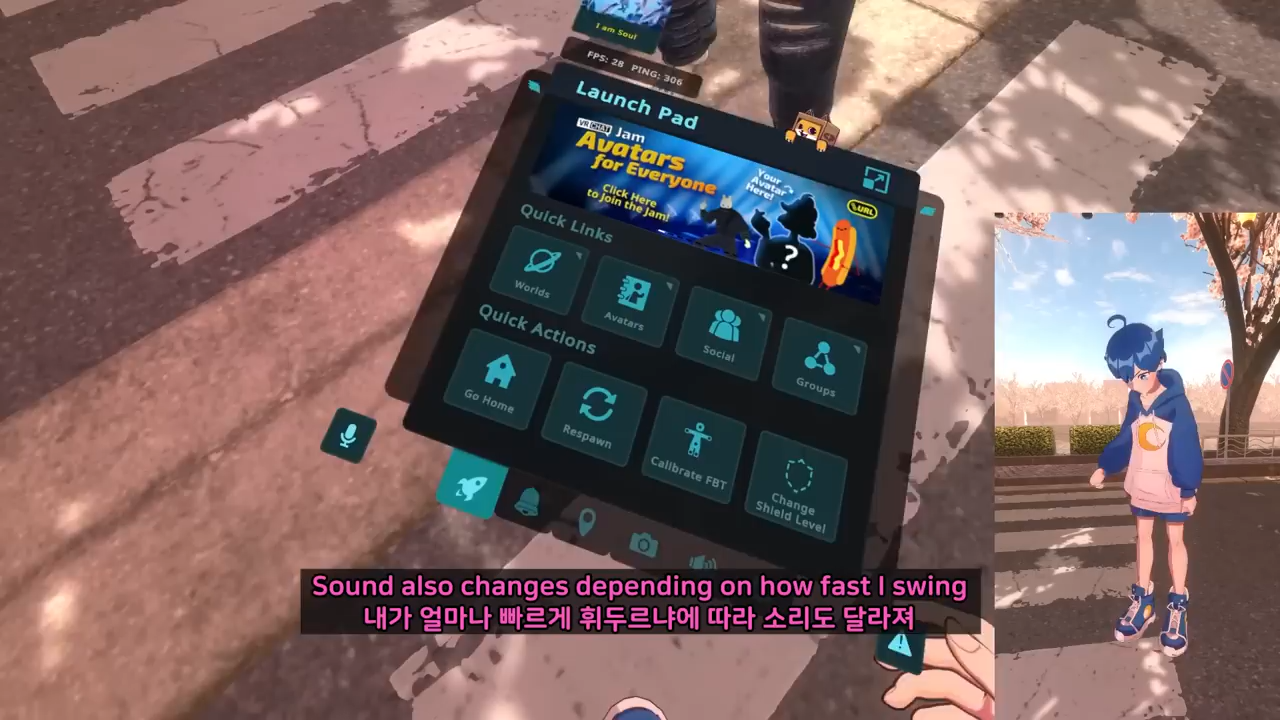 I am Soul
FPS: 28 PING: 306
Launch Pad
VRCHAT Jam
Avatars
for Everyone
Click Here
to Join the Jam!
Your
Avatar
Here!
URL
?
Quick Links
Worlds
Avatars
Social
Groups
Quick Actions
Go Home
Respawn
Calibrate FBT
Change
Shield Level
Sound also changes depending on how fast I swing
내가 얼마나 빠르게 휘두르냐에 따라 소리도 달라져